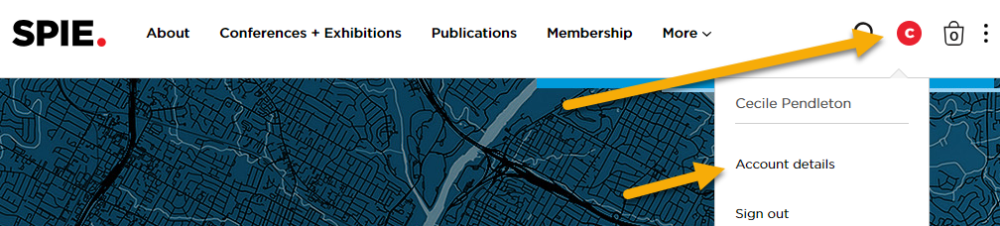 SPIE. About Conferences + Exhibitions Publications Membership More C 0
Cecile Pendleton
Account details
Sign out